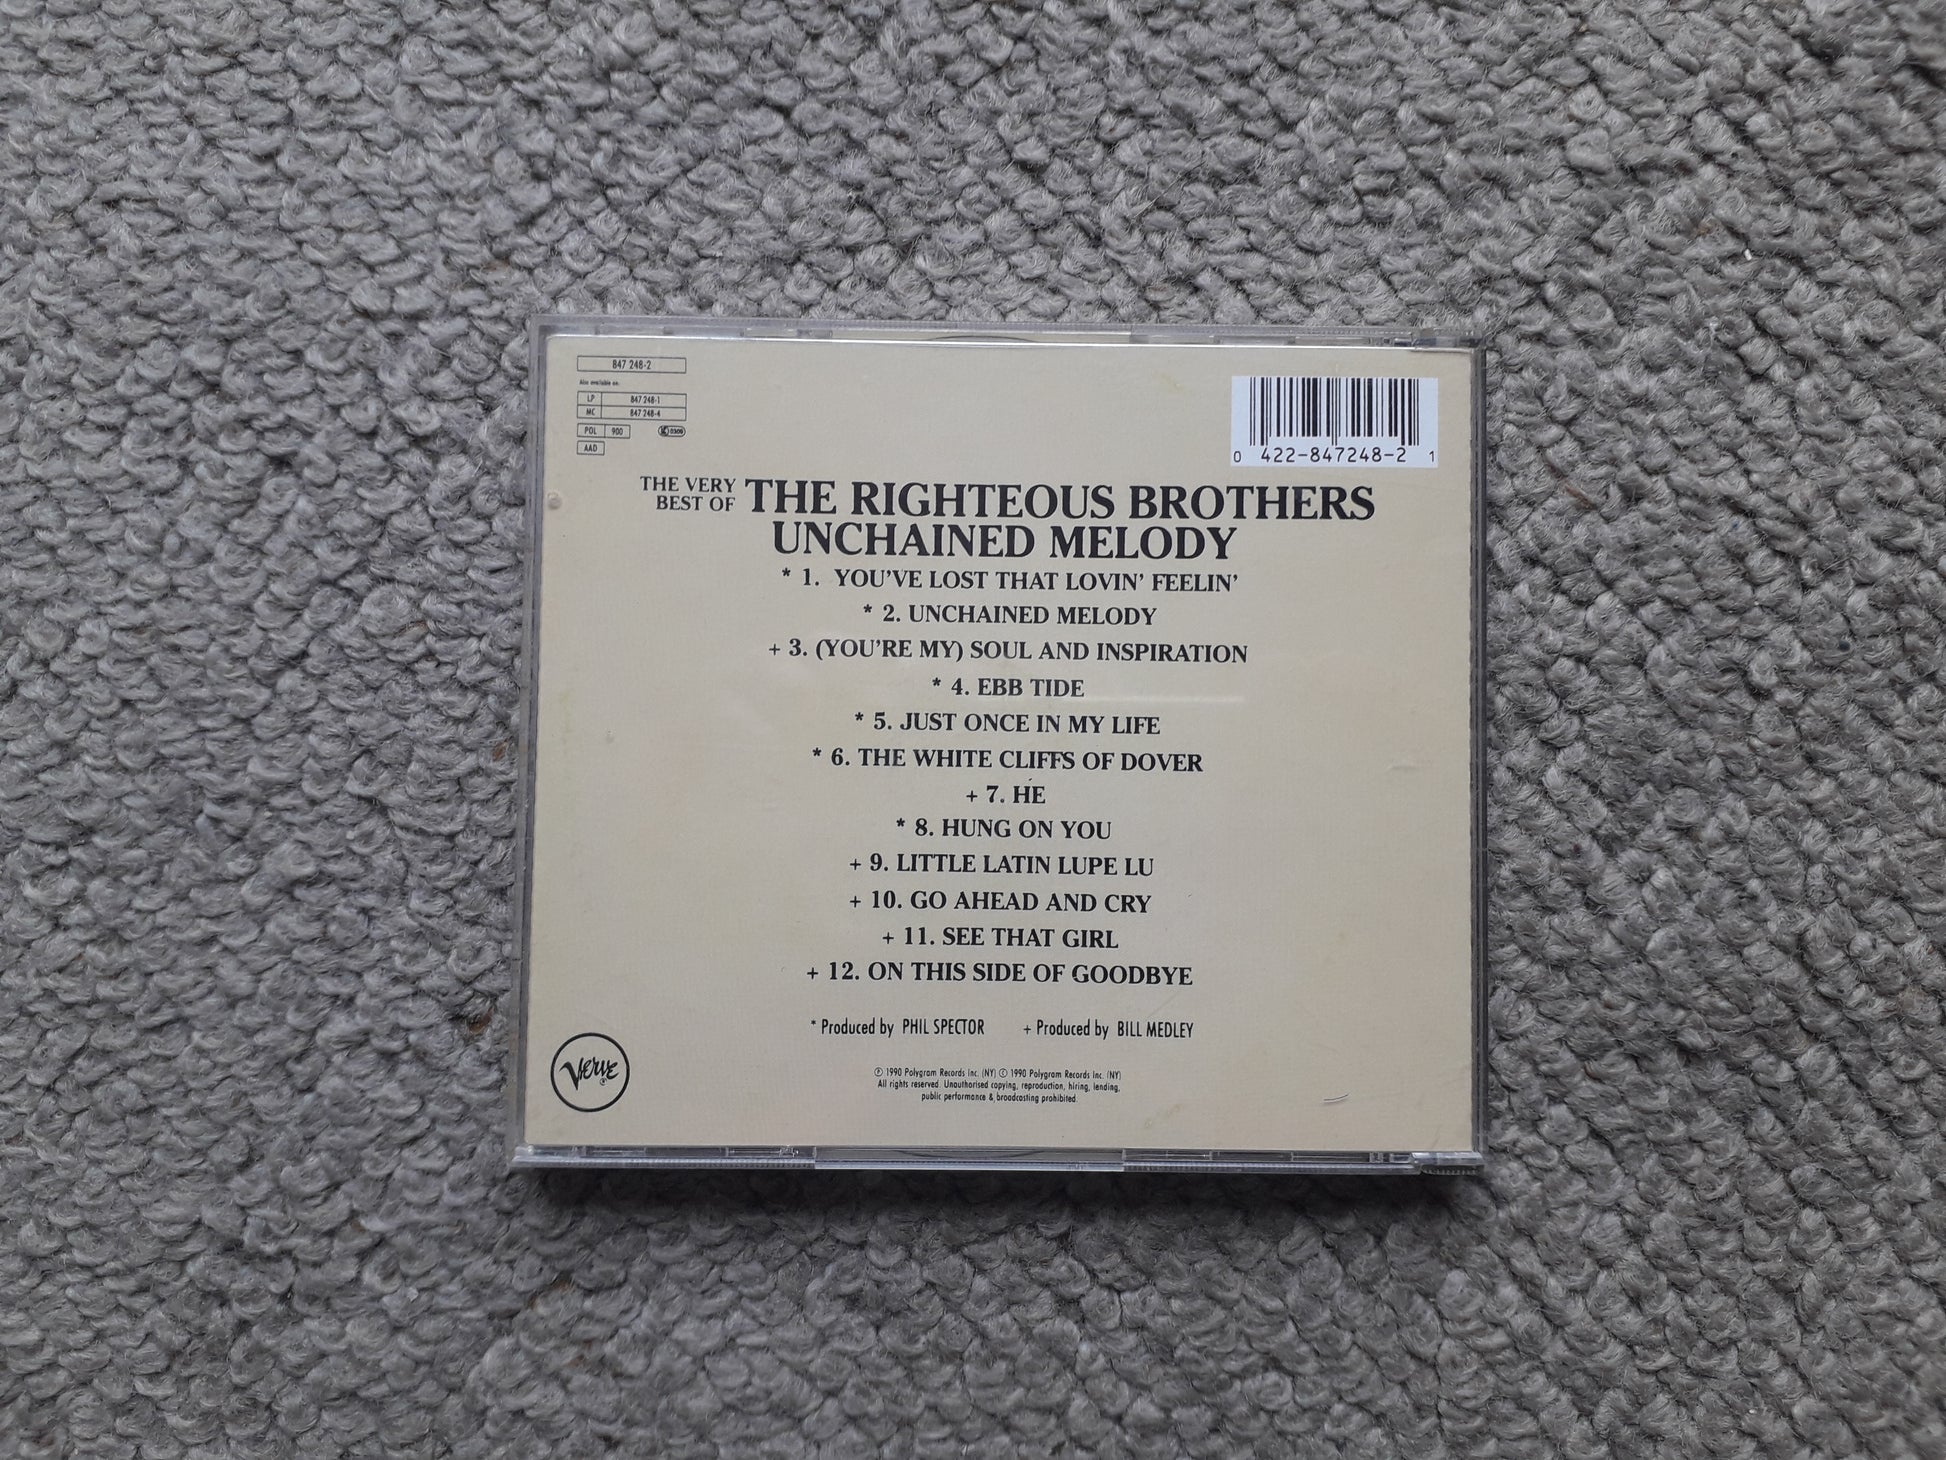 847 248-2
Also available on:
LP 847 248-1
MC 847 248-4
POL 900
AAD
0 422-847248-2 1
THE VERY
BEST OF THE RIGHTEOUS BROTHERS
UNCHAINED MELODY
* 1. YOU'VE LOST THAT LOVIN' FEELIN'
* 2. UNCHAINED MELODY
+ 3. (YOU'RE MY) SOUL AND INSPIRATION
* 4. EBB TIDE
* 5. JUST ONCE IN MY LIFE
* 6. THE WHITE CLIFFS OF DOVER
+ 7. HE
* 8. HUNG ON YOU
+ 9. LITTLE LATIN LUPE LU
+ 10. GO AHEAD AND CRY
+ 11. SEE THAT GIRL
+ 12. ON THIS SIDE OF GOODBYE
* Produced by PHIL SPECTOR + Produced by BILL MEDLEY
VERVE
℗ 1990 Polygram Records Inc. (NY) © 1990 Polygram Records Inc. (NY)
All rights reserved. Unauthorised copying, reproduction, hiring, lending,
public performance & broadcasting prohibited.